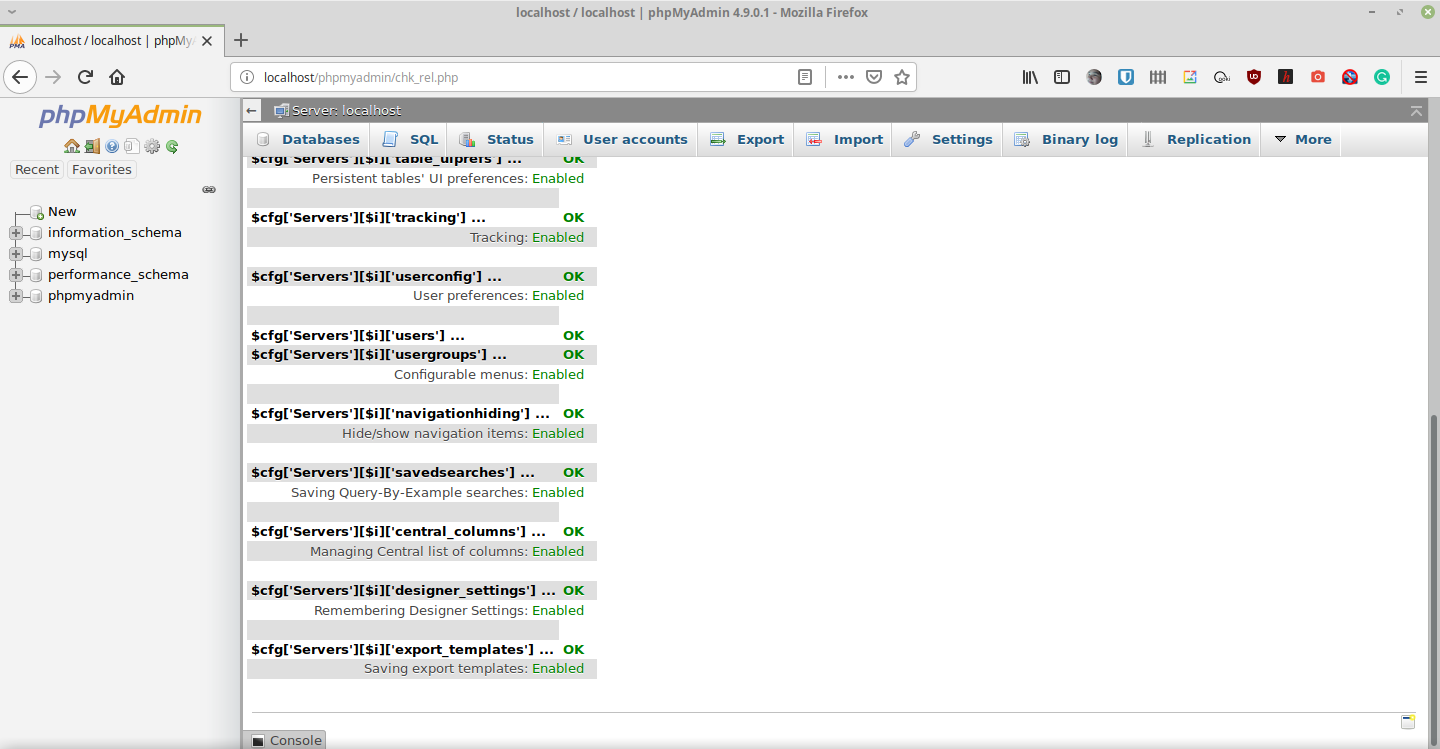 localhost / localhost | phpMyAdmin 4.9.0.1 - Mozilla Firefox
PMA localhost / localhost | phpMy
localhost/phpmyadmin/chk_rel.php
phpMyAdmin
Recent Favorites
New
information_schema
mysql
performance_schema
phpmyadmin
Server: localhost
Databases SQL Status User accounts Export Import Settings Binary log Replication More
$cfg['Servers'][$i]['table_uiprefs'] ... OK
Persistent tables' UI preferences: Enabled
$cfg['Servers'][$i]['tracking'] ... OK
Tracking: Enabled
$cfg['Servers'][$i]['userconfig'] ... OK
User preferences: Enabled
$cfg['Servers'][$i]['users'] ... OK
$cfg['Servers'][$i]['usergroups'] ... OK
Configurable menus: Enabled
$cfg['Servers'][$i]['navigationhiding'] ... OK
Hide/show navigation items: Enabled
$cfg['Servers'][$i]['savedsearches'] ... OK
Saving Query-By-Example searches: Enabled
$cfg['Servers'][$i]['central_columns'] ... OK
Managing Central list of columns: Enabled
$cfg['Servers'][$i]['designer_settings'] ... OK
Remembering Designer Settings: Enabled
$cfg['Servers'][$i]['export_templates'] ... OK
Saving export templates: Enabled
Console